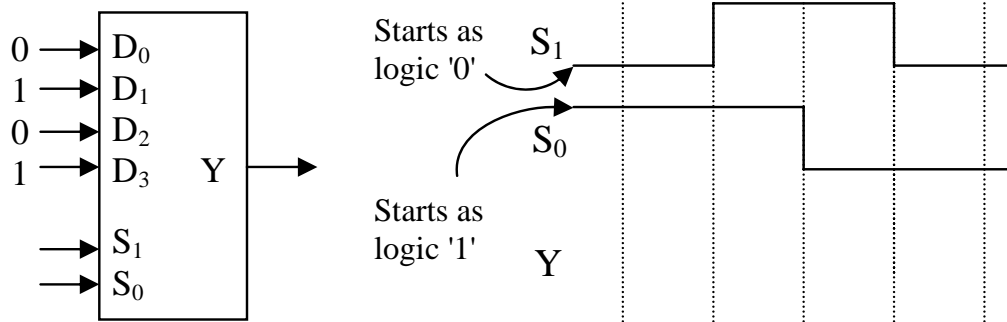 0
D₀
1
D₁
0
D₂
1
D₃
Y
S₁
S₀
Starts as
logic '0'
S₁
S₀
Starts as
logic '1'
Y